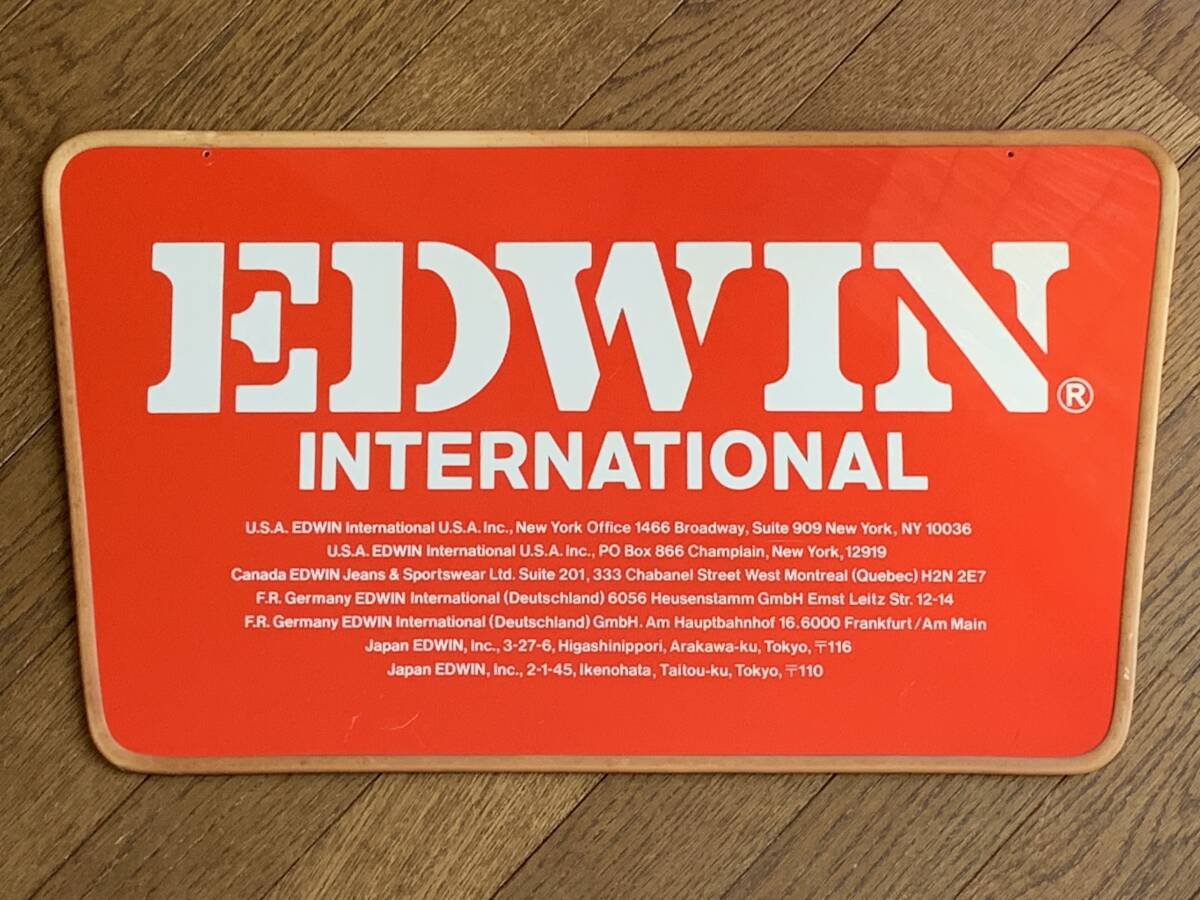 EDWIN®
INTERNATIONAL
U.S.A. EDWIN International U.S.A. Inc., New York Office 1466 Broadway, Suite 909 New York, NY 10036
U.S.A. EDWIN International U.S.A. Inc., PO Box 866 Champlain, New York, 12919
Canada EDWIN Jeans & Sportswear Ltd. Suite 201, 333 Chabanel Street West Montreal (Quebec) H2N 2E7
F.R. Germany EDWIN International (Deutschland) 6056 Heusenstamm GmbH Ernst Leitz Str. 12-14
F.R. Germany EDWIN International (Deutschland) GmbH. Am Hauptbahnhof 16.6000 Frankfurt/Am Main
Japan EDWIN, Inc., 3-27-6, Higashinippori, Arakawa-ku, Tokyo, 〒116
Japan EDWIN, Inc., 2-1-45, Ikenohata, Taitou-ku, Tokyo, 〒110